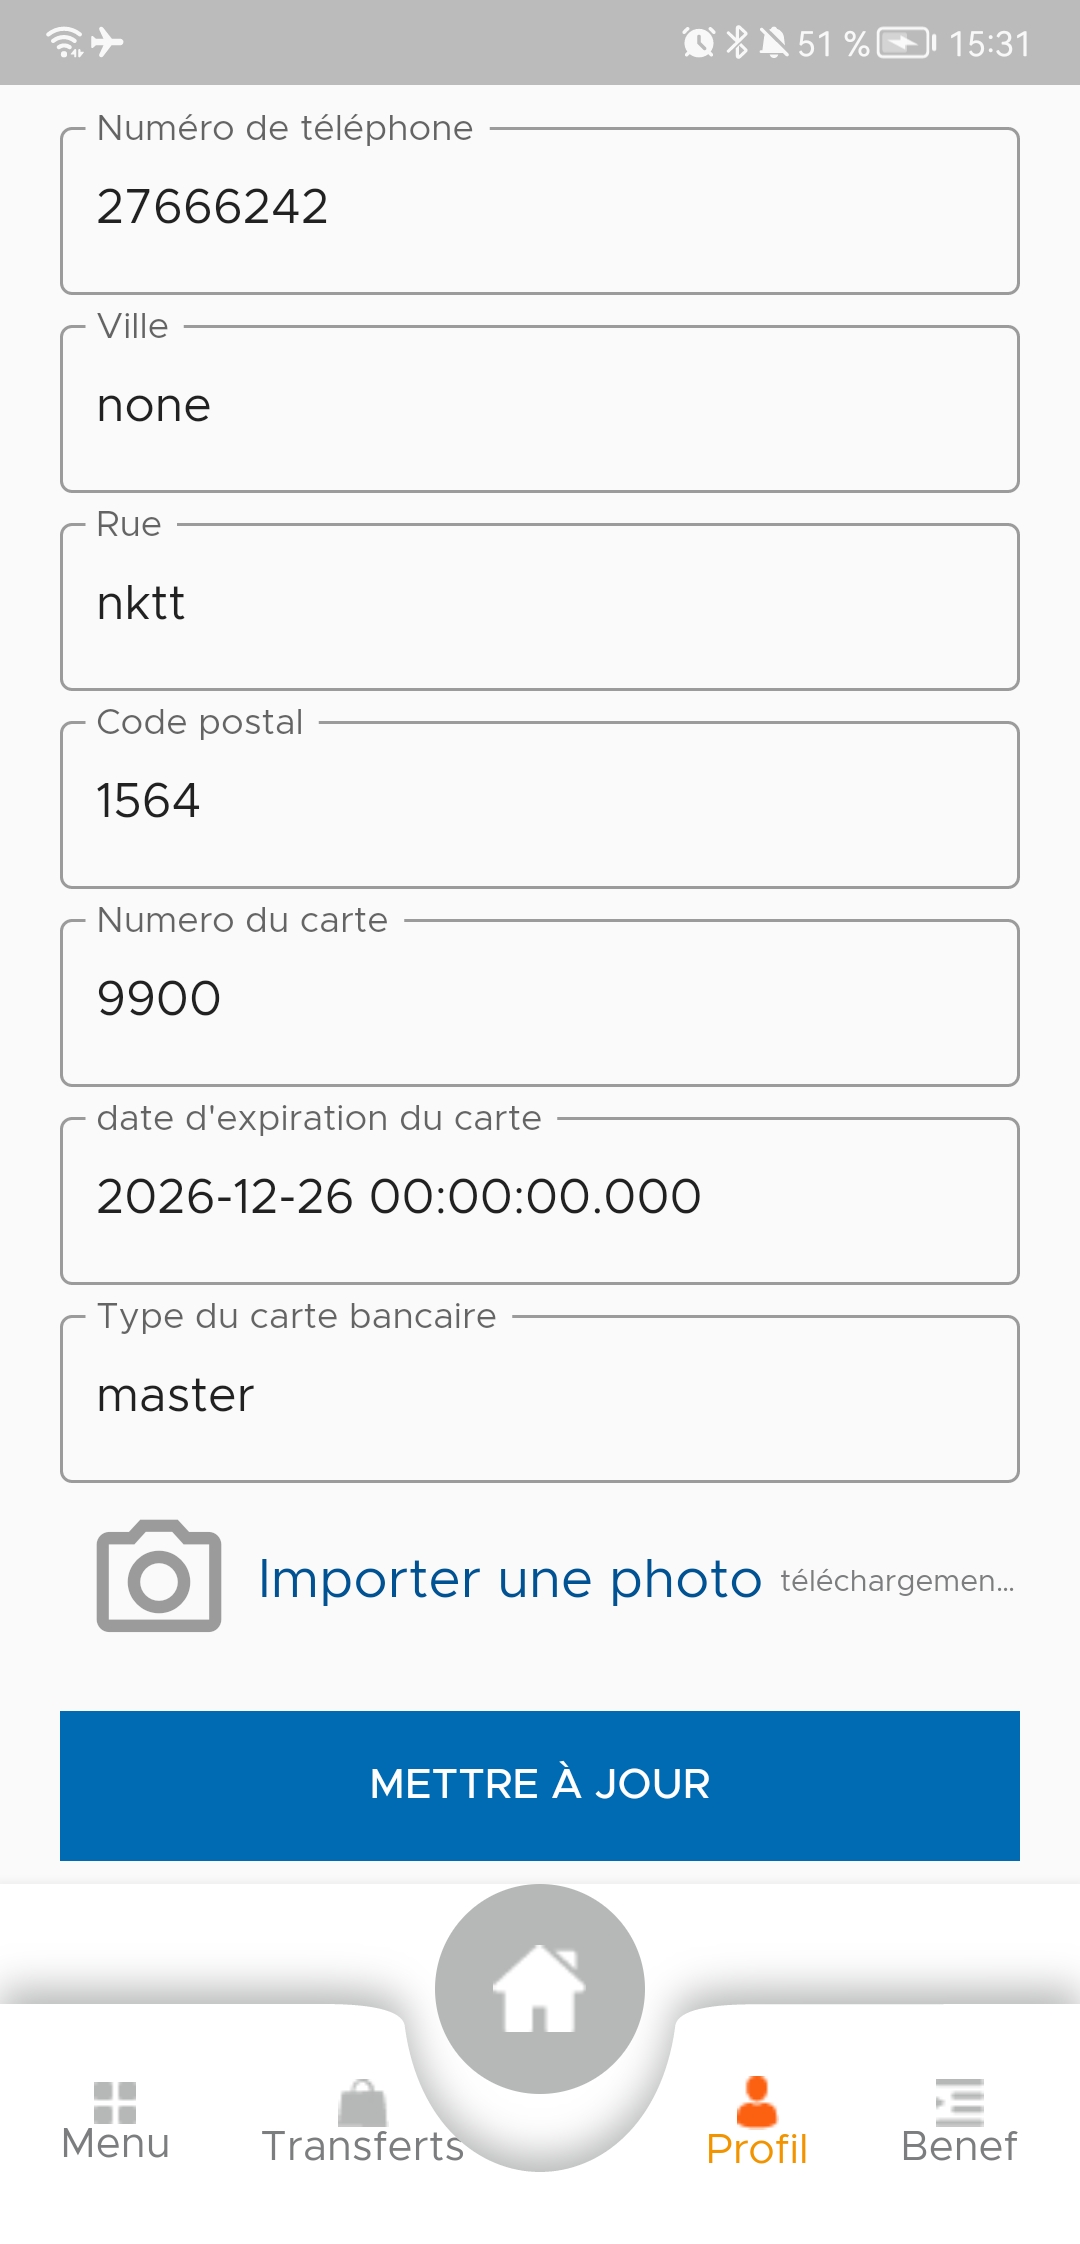 51 % 15:31
Numéro de téléphone
27666242
Ville
none
Rue
nktt
Code postal
1564
Numero du carte
9900
date d'expiration du carte
2026-12-26 00:00:00.000
Type du carte bancaire
master
Importer une photo téléchargemen...
METTRE À JOUR
Menu Transferts Profil Benef